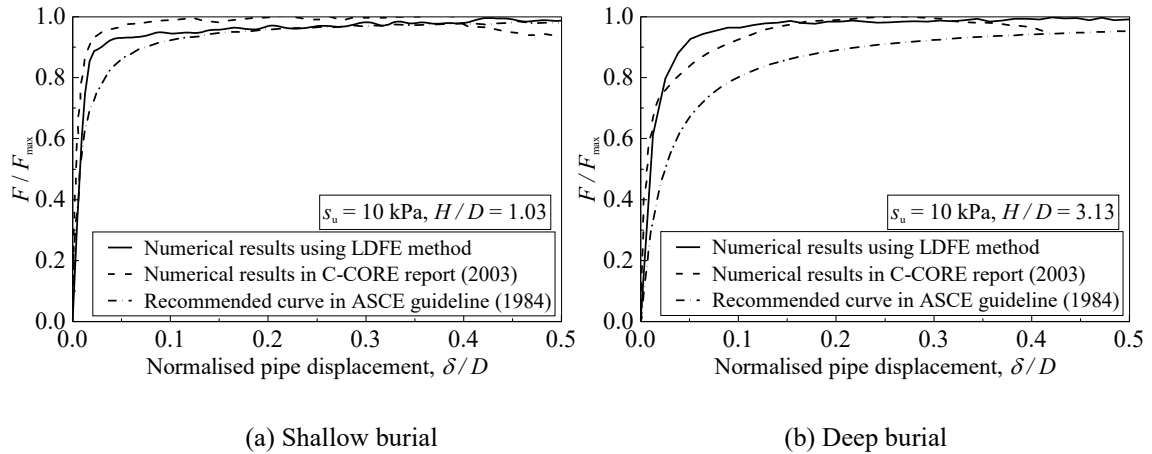 1.0
0.8
0.6
0.4
0.2
0.0
F / Fmax
su = 10 kPa, H / D = 1.03
Numerical results using LDFE method
Numerical results in C-CORE report (2003)
Recommended curve in ASCE guideline (1984)
0.0 0.1 0.2 0.3 0.4 0.5
Normalised pipe displacement, δ / D
(a) Shallow burial
1.0
0.8
0.6
0.4
0.2
0.0
F / Fmax
su = 10 kPa, H / D = 3.13
Numerical results using LDFE method
Numerical results in C-CORE report (2003)
Recommended curve in ASCE guideline (1984)
0.0 0.1 0.2 0.3 0.4 0.5
Normalised pipe displacement, δ / D
(b) Deep burial